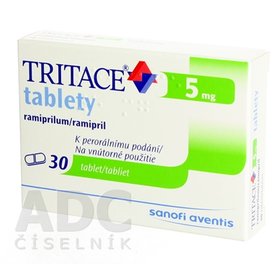 TRITACE®
5 mg
tablety
ramiprilum/ramipril
K perorálnímu podání/
Na vnútorné použitie
30
tablet/tabliet
sanofi aventis
ADC
ČÍSELNÍK